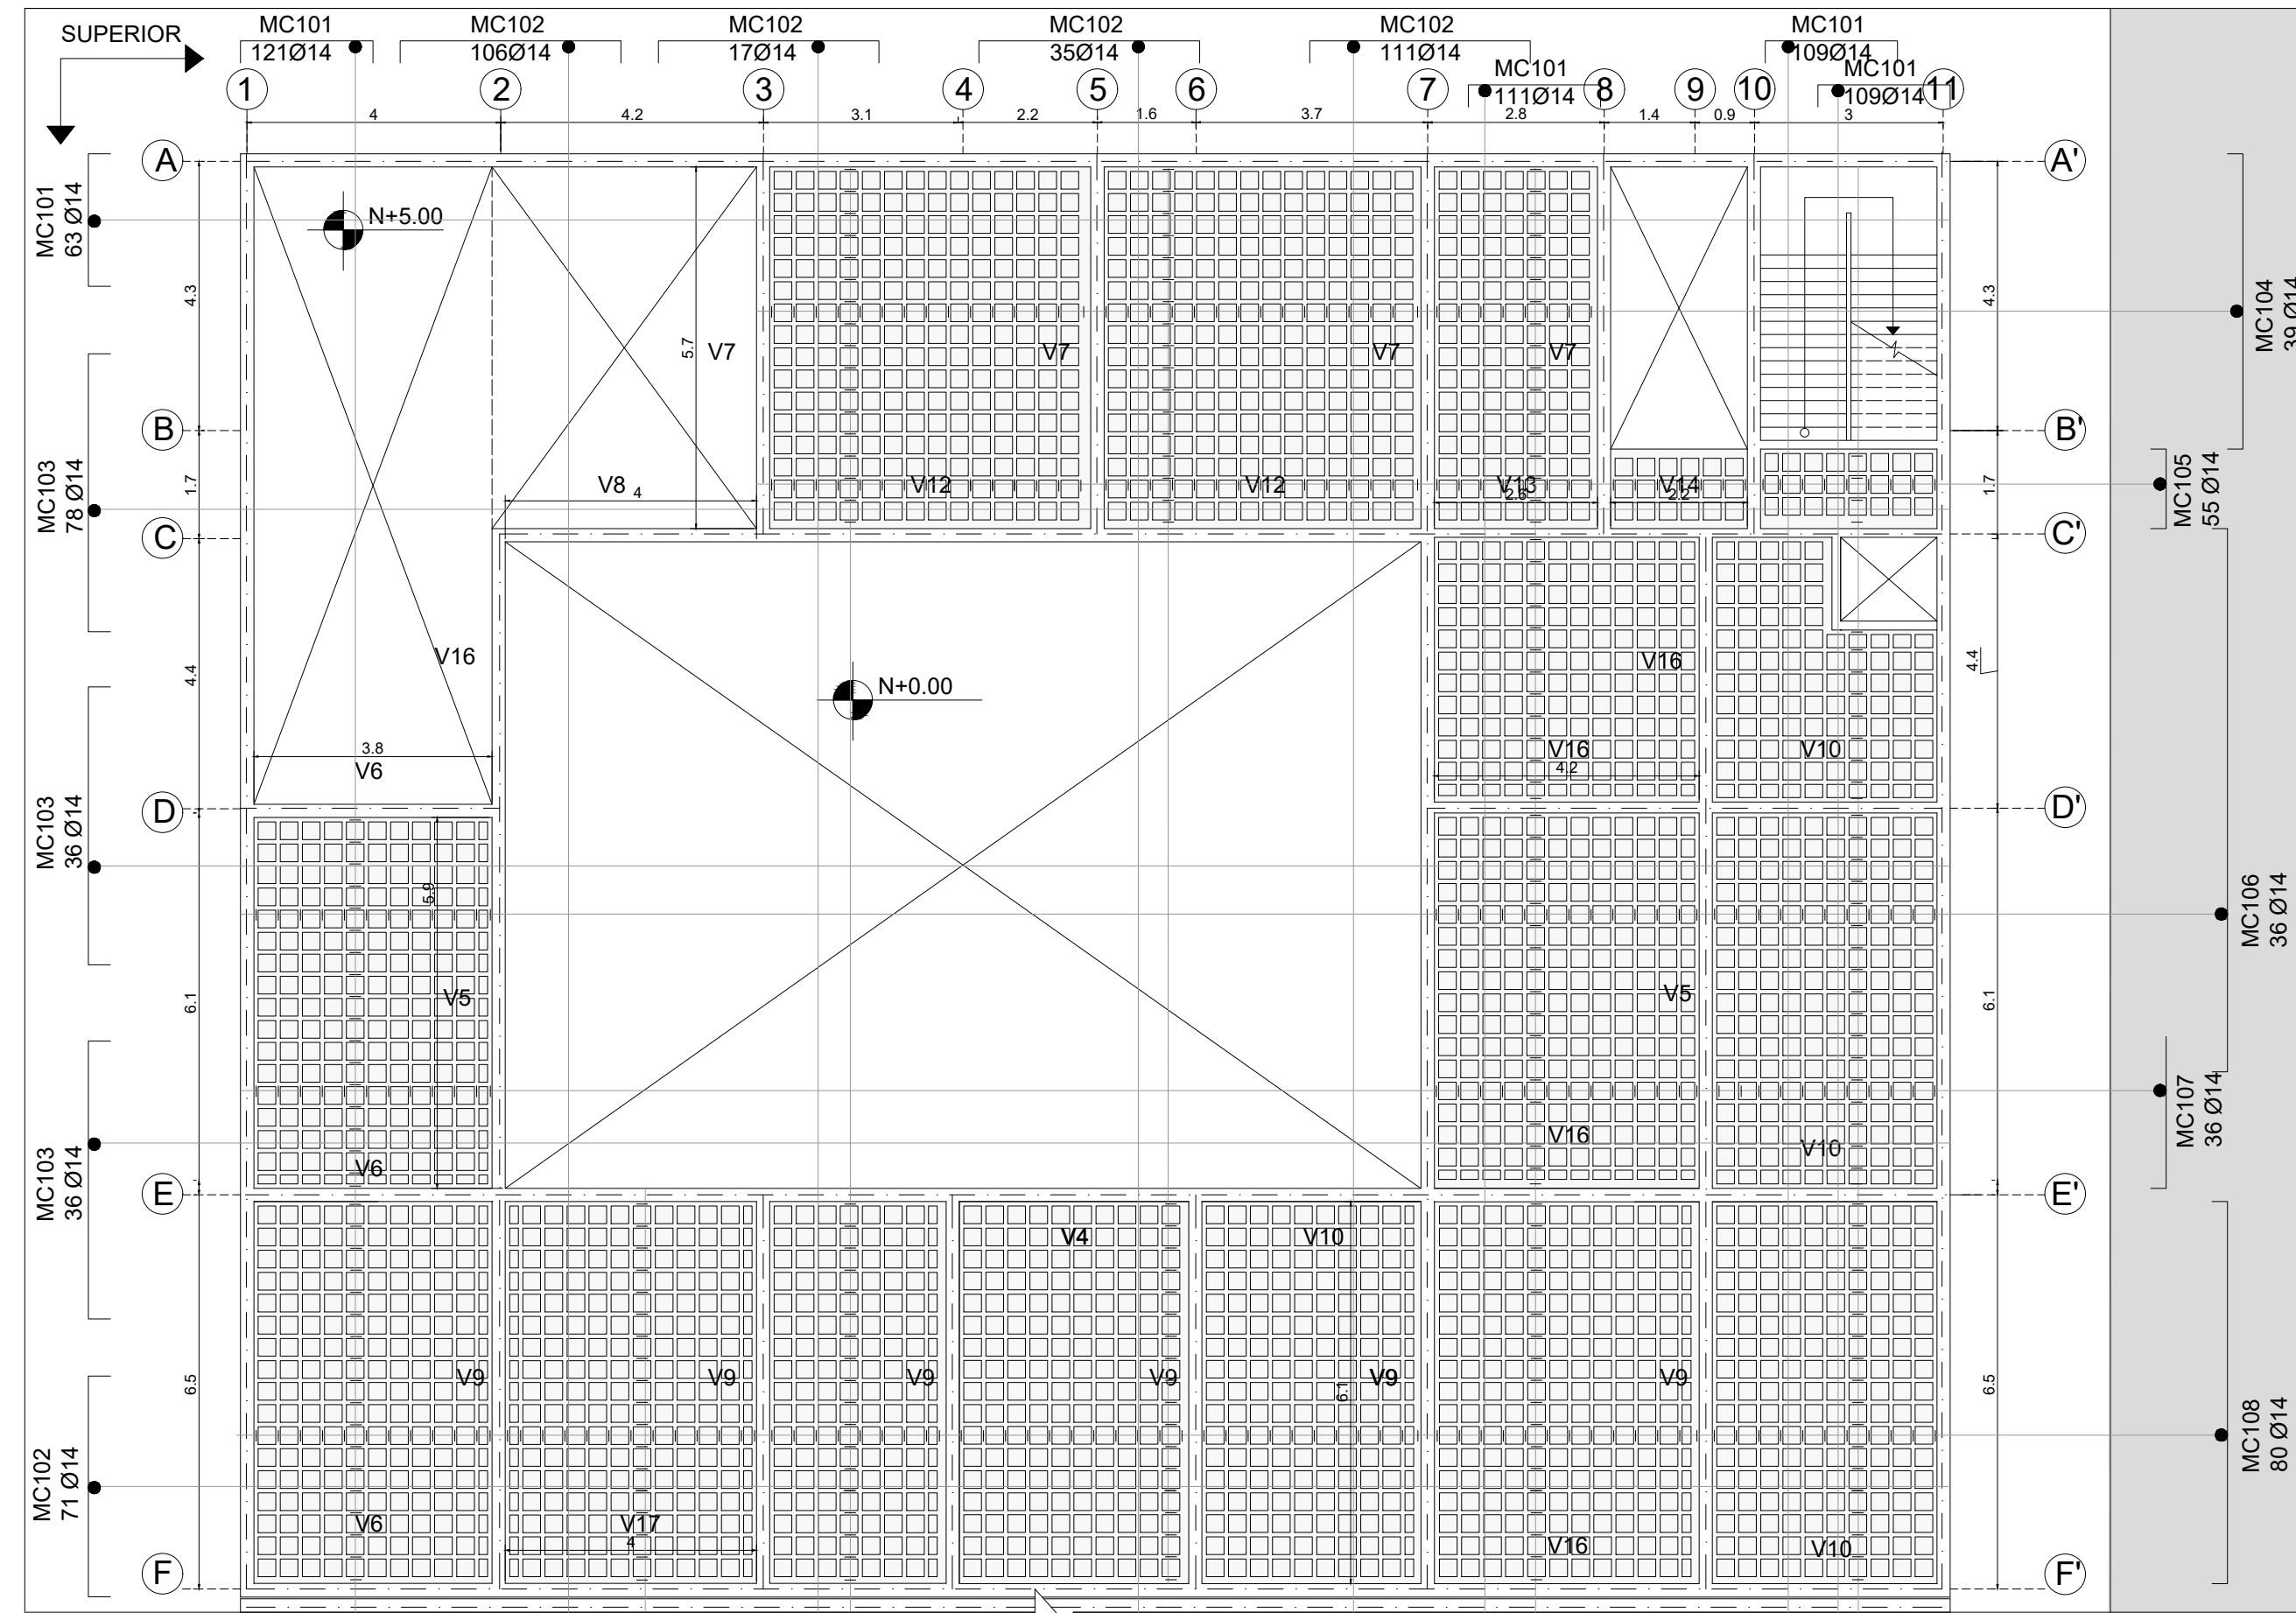 MC101
MC102
MC102
MC102
MC102
MC101
SUPERIOR
121Ø14
106Ø14
17Ø14
35Ø14
111Ø14
109Ø14
MC101
MC101
111Ø14
109Ø14
1
2
3
4
5
6
7
8
9
10
11
4
4.2
3.1
2.2
1.6
3.7
2.8
1.4
0.9
3
A
A'
MC101
63 Ø14
N+5.00
4.3
4.3
MC104
39 Ø14
5.7
V7
V7
V7
V7
B
B'
MC103
78 Ø14
1.7
V8
4
V12
V12
V13
2.6
V14
2.2
1.7
MC105
55 Ø14
C
C'
4.4
V16
N+0.00
V16
4.4
3.8
V6
V16
4.2
V10
D
D'
MC103
36 Ø14
5.9
MC106
36 Ø14
6.1
V5
V5
6.1
MC107
36 Ø14
V16
V10
MC103
36 Ø14
V6
E
E'
V4
V10
6.5
V9
V9
V9
V9
6.1
V9
V9
6.5
MC102
71 Ø14
MC108
80 Ø14
V6
V17
4
V16
V10
F
F'